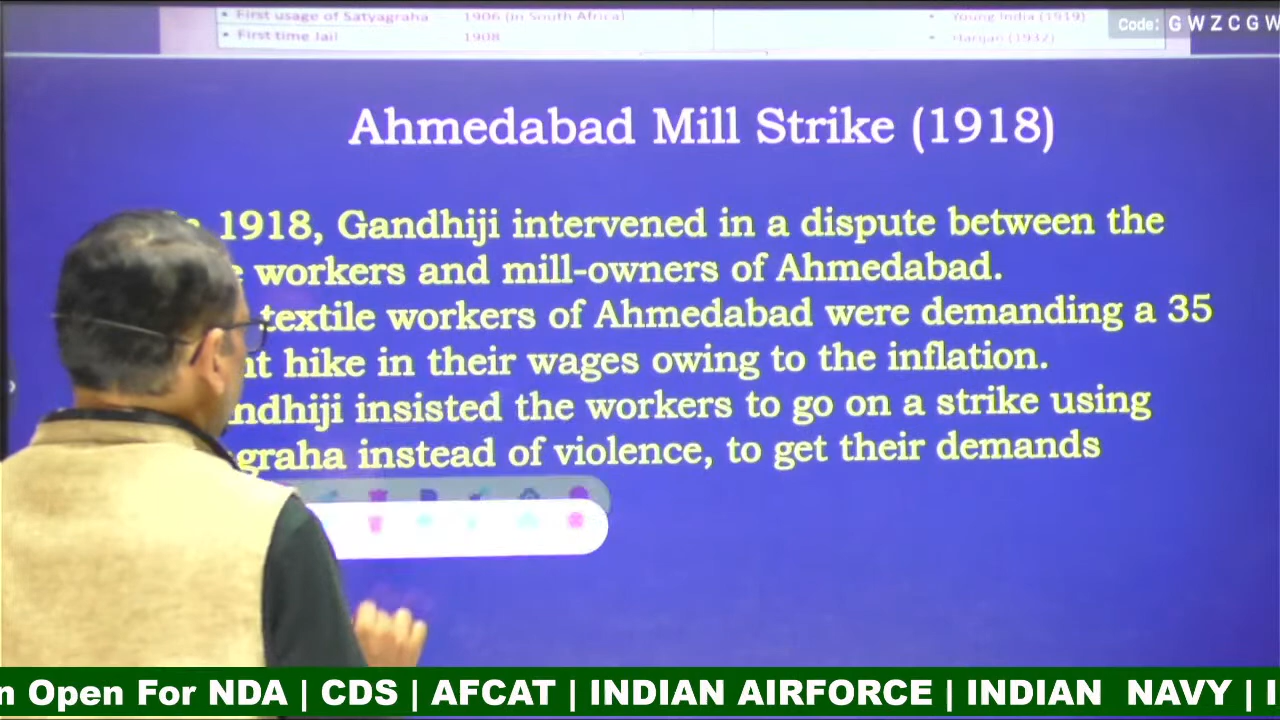 First usage of Satyagraha 1906 (in South Africa)
Young India (1919)
Code: G W Z C G W
First time Jail 1908
Harijan (1932)
Ahmedabad Mill Strike (1918)
1918, Gandhiji intervened in a dispute between the
workers and mill-owners of Ahmedabad.
textile workers of Ahmedabad were demanding a 35
hike in their wages owing to the inflation.
insisted the workers to go on a strike using
instead of violence, to get their demands
n Open For NDA | CDS | AFCAT | INDIAN AIRFORCE | INDIAN NAVY | I